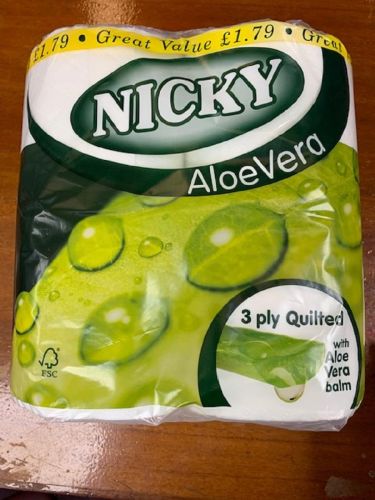 £1.79 • Great Value £1.79 • Great
NICKY
AloeVera
3 ply Quilted
with
Aloe
Vera
balm
FSC